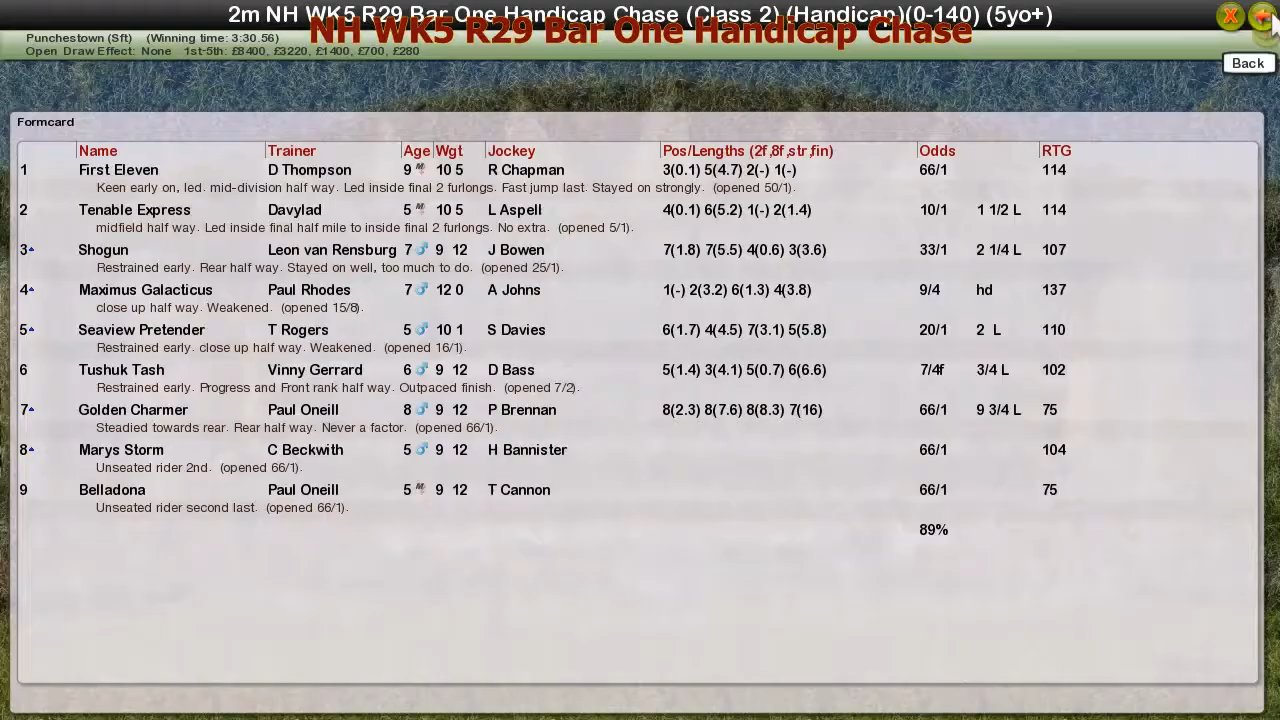 2m NH WK5 R29 Bar One Handicap Chase (Class 2) (Handicap)(0-140) (5yo+)
NH WK5 R29 Bar One Handicap Chase
Punchestown (Sft) (Winning time: 3:30.56)
Open Draw Effect: None 1st-5th: £8400, £3220, £1400, £700, £280
X
Back
Formcard
Name Trainer Age Wgt Jockey Pos/Lengths (2f,8f,str,fin) Odds RTG
1 First Eleven D Thompson 9 10 5 R Chapman 3(0.1) 5(4.7) 2(-) 1(-) 66/1 114
Keen early on, led. mid-division half way. Led inside final 2 furlongs. Fast jump last. Stayed on strongly. (opened 50/1).
2 Tenable Express Davylad 5 10 5 L Aspell 4(0.1) 6(5.2) 1(-) 2(1.4) 10/1 1 1/2 L 114
midfield half way. Led inside final half mile to inside final 2 furlongs. No extra. (opened 5/1).
3 Shogun Leon van Rensburg 7 9 12 J Bowen 7(1.8) 7(5.5) 4(0.6) 3(3.6) 33/1 2 1/4 L 107
Restrained early. Rear half way. Stayed on well, too much to do. (opened 25/1).
4 Maximus Galacticus Paul Rhodes 7 12 0 A Johns 1(-) 2(3.2) 6(1.3) 4(3.8) 9/4 hd 137
close up half way. Weakened. (opened 15/8).
5 Seaview Pretender T Rogers 5 10 1 S Davies 6(1.7) 4(4.5) 7(3.1) 5(5.8) 20/1 2 L 110
Restrained early. close up half way. Weakened. (opened 16/1).
6 Tushuk Tash Vinny Gerrard 6 9 12 D Bass 5(1.4) 3(4.1) 5(0.7) 6(6.6) 7/4f 3/4 L 102
Restrained early. Progress and Front rank half way. Outpaced finish. (opened 7/2).
7 Golden Charmer Paul Oneill 8 9 12 P Brennan 8(2.3) 8(7.6) 8(8.3) 7(16) 66/1 9 3/4 L 75
Steadied towards rear. Rear half way. Never a factor. (opened 66/1).
8 Marys Storm C Beckwith 5 9 12 H Bannister 66/1 104
Unseated rider 2nd. (opened 66/1).
9 Belladona Paul Oneill 5 9 12 T Cannon 66/1 75
Unseated rider second last. (opened 66/1).
89%